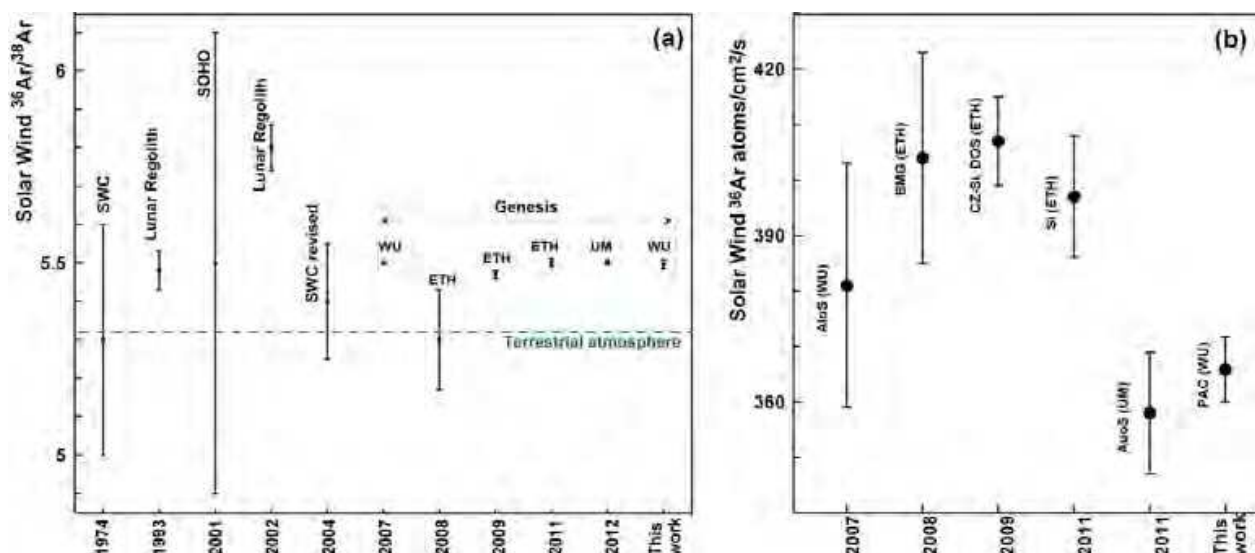 (a)
Solar Wind ³⁶Ar/³⁸Ar
6
5.5
5
SWC
Lunar Regolith
SOHO
Lunar Regolith
SWC revised
Genesis
WU
ETH
ETH
ETH
UM
WU
Terrestrial atmosphere
1974
1993
2001
2002
2004
2007
2008
2009
2011
2012
This work
(b)
Solar Wind ³⁶Ar atoms/cm²/s
420
390
360
AloS (WU)
BMG (ETH)
CZ-Si, DOS (ETH)
Si (ETH)
AuoS (UM)
PAC (WU)
2007
2008
2009
2011
2011
This work